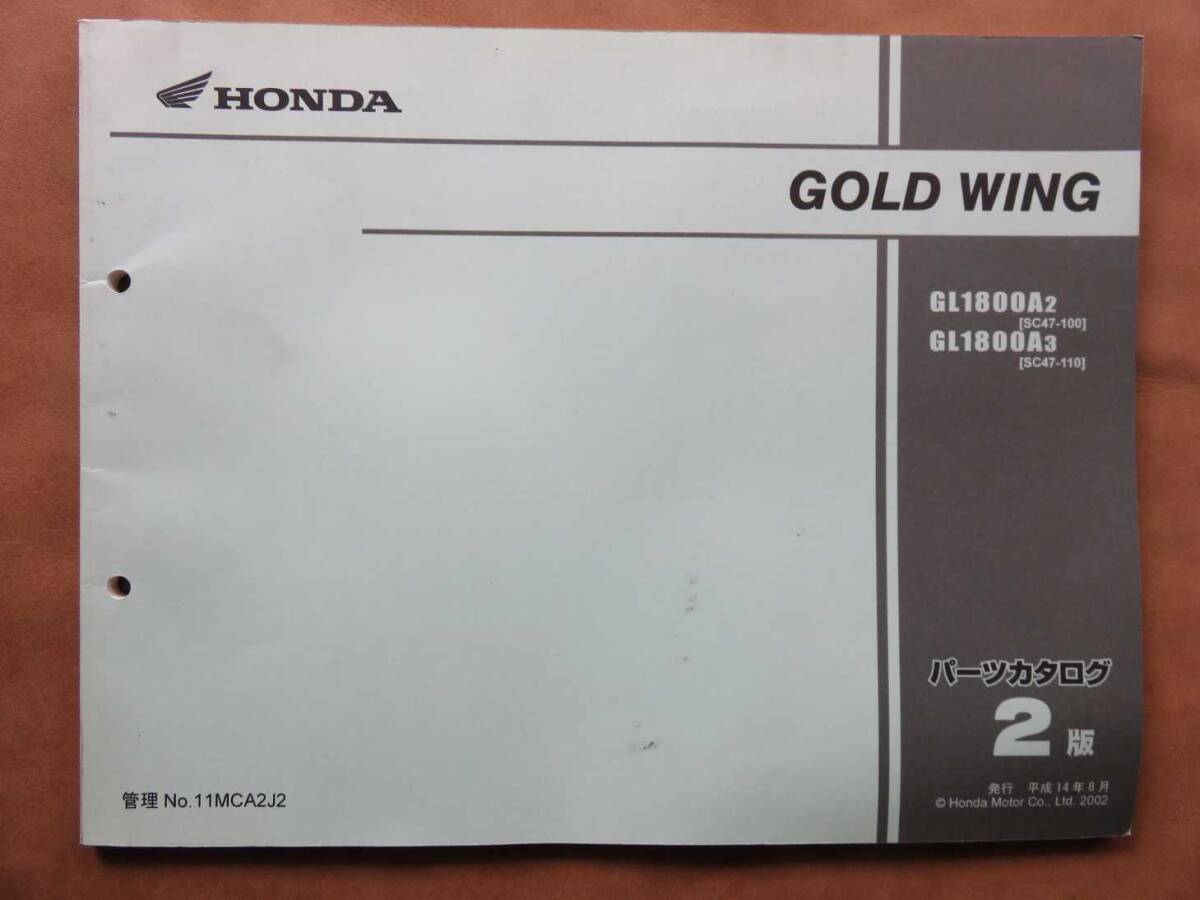 HONDA
GOLD WING
GL1800A2
[SC47-100]
GL1800A3
[SC47-110]
パーツカタログ
2版
発行 平成14年8月
© Honda Motor Co., Ltd. 2002
管理 No.11MCA2J2